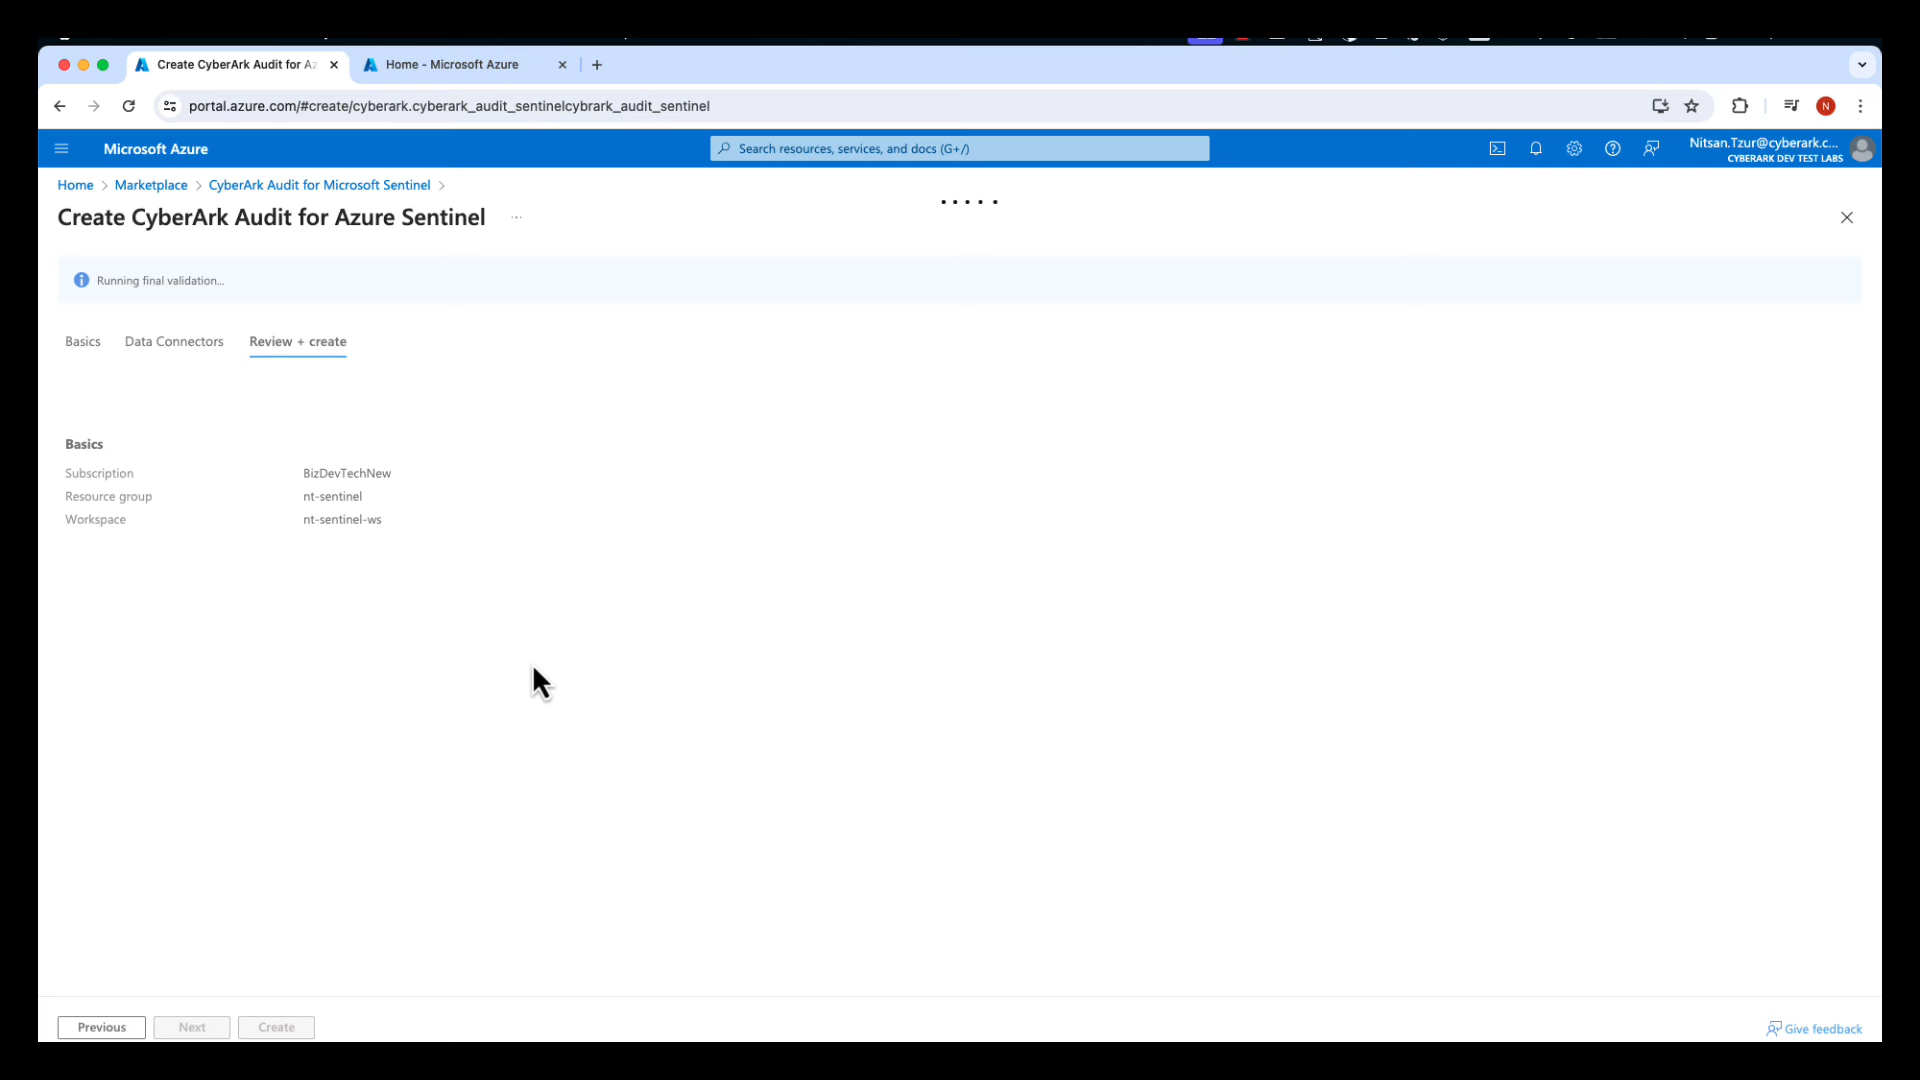 Create CyberArk Audit for Az
Home - Microsoft Azure
portal.azure.com/#create/cyberark.cyberark_audit_sentinelcybrark_audit_sentinel
N
Microsoft Azure
Search resources, services, and docs (G+/)
Nitsan.Tzur@cyberark.c...
CYBERARK DEV TEST LABS
Home > Marketplace > CyberArk Audit for Microsoft Sentinel >
Create CyberArk Audit for Azure Sentinel ...
Running final validation...
Basics Data Connectors Review + create
Basics
Subscription BizDevTechNew
Resource group nt-sentinel
Workspace nt-sentinel-ws
Previous Next Create
Give feedback